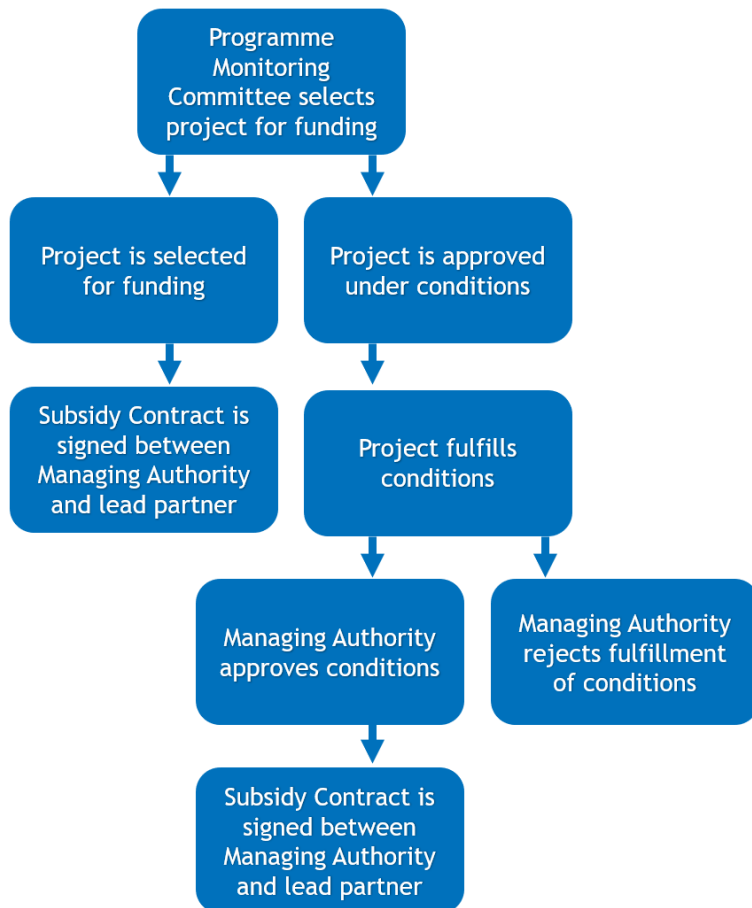 Programme
Monitoring
Committee selects
project for funding
Project is selected
for funding
Project is approved
under conditions
Subsidy Contract is
signed between
Managing Authority
and lead partner
Project fulfills
conditions
Managing Authority
approves conditions
Managing Authority
rejects fulfillment
of conditions
Subsidy Contract is
signed between
Managing Authority
and lead partner